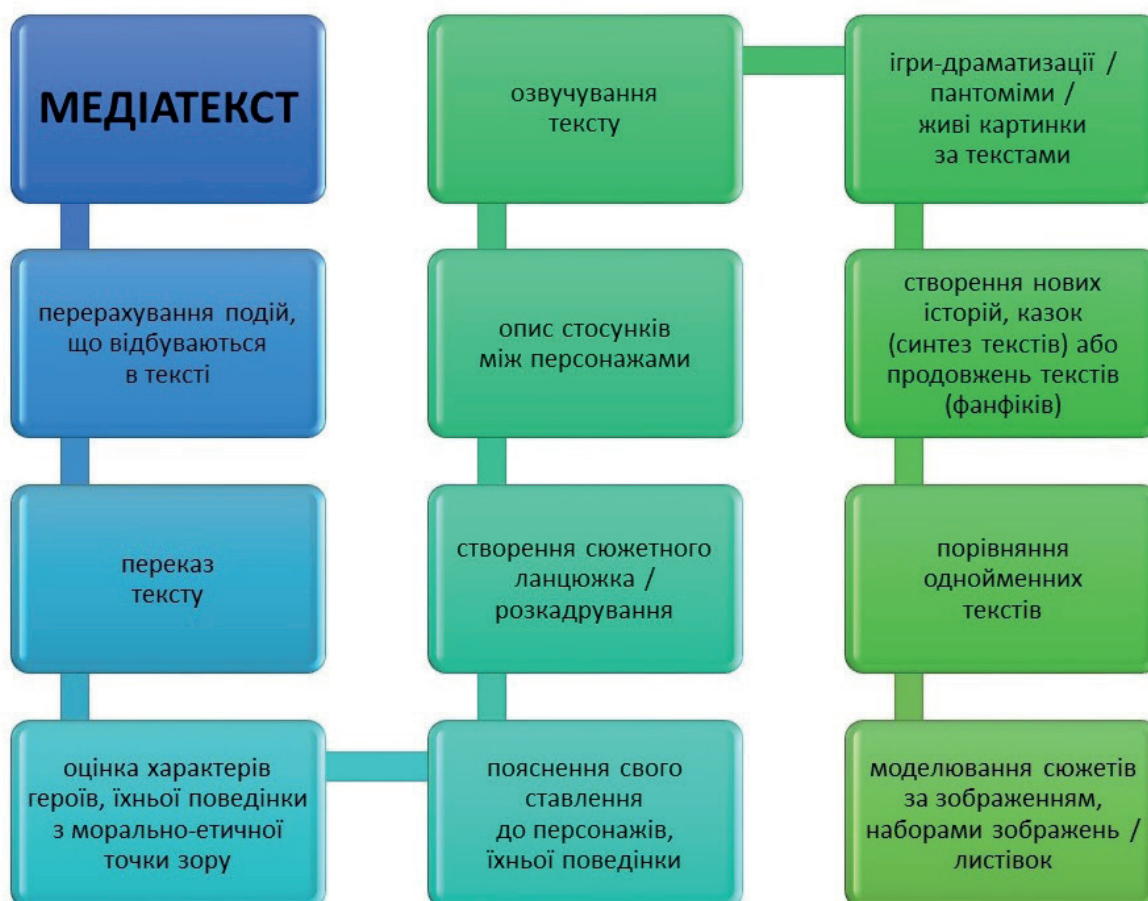 МЕДІАТЕКСТ
перерахування подій,
що відбуваються
в тексті
переказ
тексту
оцінка характерів
героїв, їхньої поведінки
з морально-етичної
точки зору
пояснення свого
ставлення
до персонажів,
їхньої поведінки
створення сюжетного
ланцюжка /
розкадрування
опис стосунків
між персонажами
озвучування
тексту
ігри-драматизації /
пантоміми /
живі картинки
за текстами
створення нових
історій, казок
(синтез текстів) або
продовжень текстів
(фанфіків)
порівняння
однойменних
текстів
моделювання сюжетів
за зображенням,
наборами зображень /
листівок